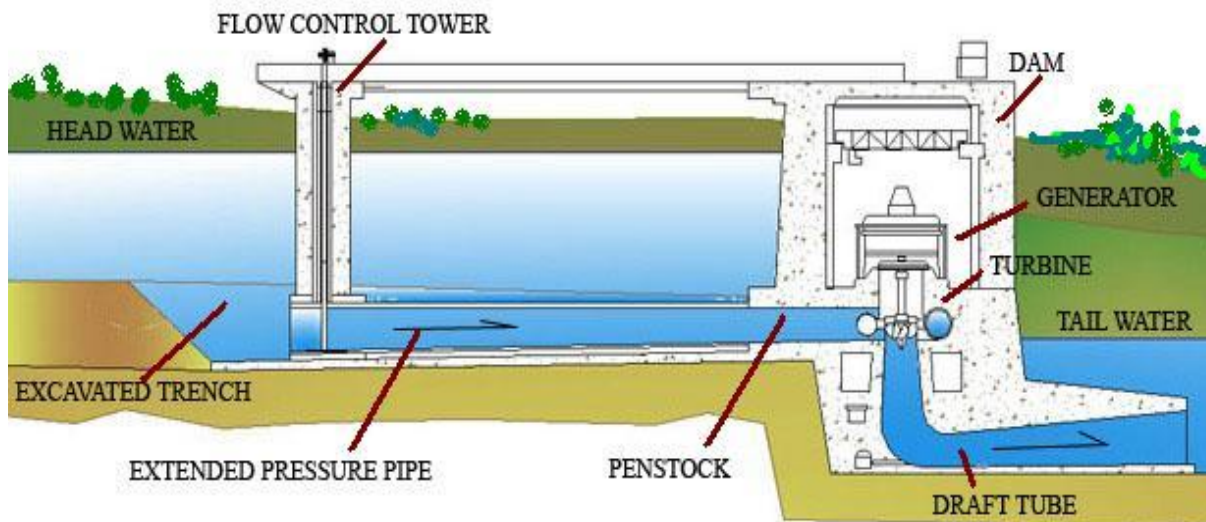 FLOW CONTROL TOWER
DAM
HEAD WATER
GENERATOR
TURBINE
TAIL WATER
EXCAVATED TRENCH
EXTENDED PRESSURE PIPE
PENSTOCK
DRAFT TUBE